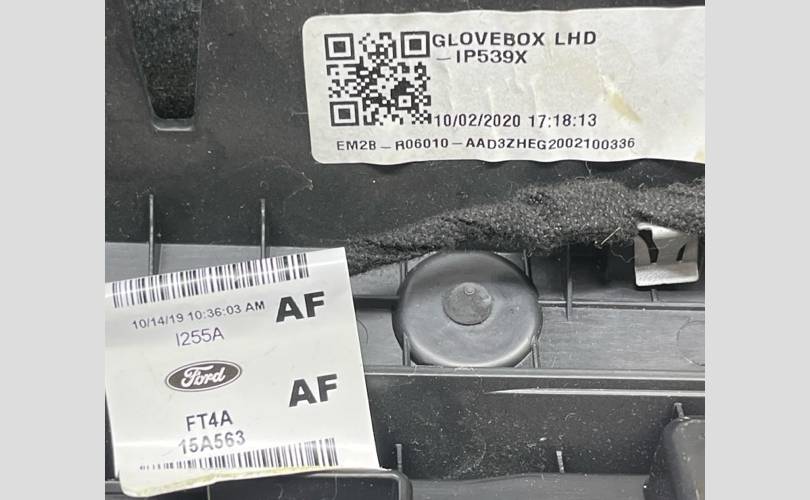 GLOVEBOX LHD
-IP539X
10/02/2020 17:18:13
EM2B-R06010-AAD3ZHEG2002100336
10/14/19 10:36:03 AM AF
I255A
Ford
AF
FT4A
15A563